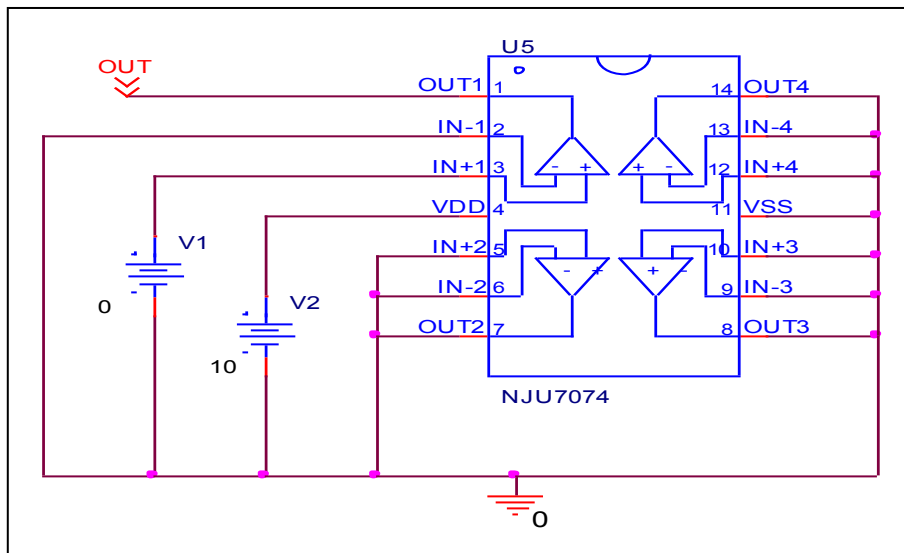 U5
OUT
OUT1 1 14 OUT4
IN-1 2 13 IN-4
IN+1 3 12 IN+4
- + + -
VDD 4 11 VSS
V1
IN+2 5 10 IN+3
- + + -
0
IN-2 6 9 IN-3
V2
OUT2 7 8 OUT3
10
NJU7074
0